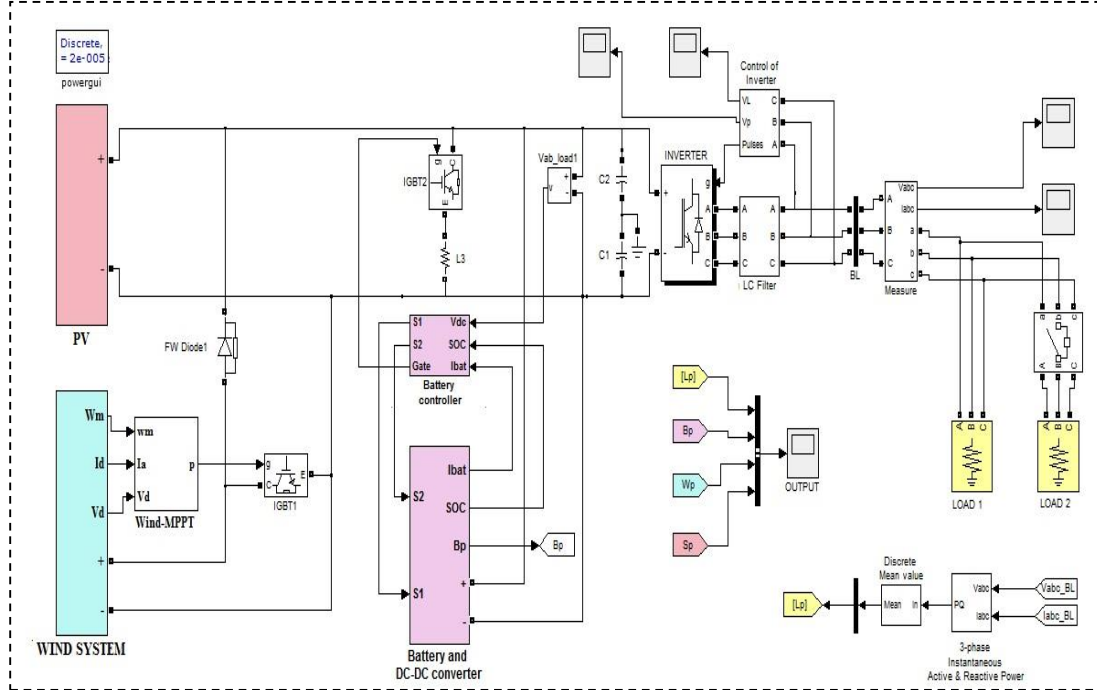 Discrete,
= 2e-005
powergui
+
-
PV
FW Diode1
Wm
Id
Vd
+
-
WIND SYSTEM
wm
Ia
Vd
p
Wind-MPPT
g
C
E
IGBT1
g
C
E
IGBT2
L3
Vab_load1
+
-
v
C2
C1
S1
S2
Gate
Vdc
SOC
Ibat
Battery
controller
S2
S1
Ibat
SOC
Bp
+
-
Bp
Battery and
DC-DC converter
INVERTER
g
+
-
A
B
C
Control of
Inverter
VL
Vp
Pulses
C
B
A
A
B
C
A
B
C
LC Filter
BL
A
B
C
Vabc
Iabc
a
b
c
Measure
a
b
c
A
B
C
A
B
C
LOAD 1
A
B
C
LOAD 2
[Lp]
Bp
Wp
Sp
OUTPUT
[Lp]
Discrete
Mean value
Mean
In
PQ
Vabc
Iabc
Vabc_BL
Iabc_BL
3-phase
Instantaneous
Active & Reactive Power